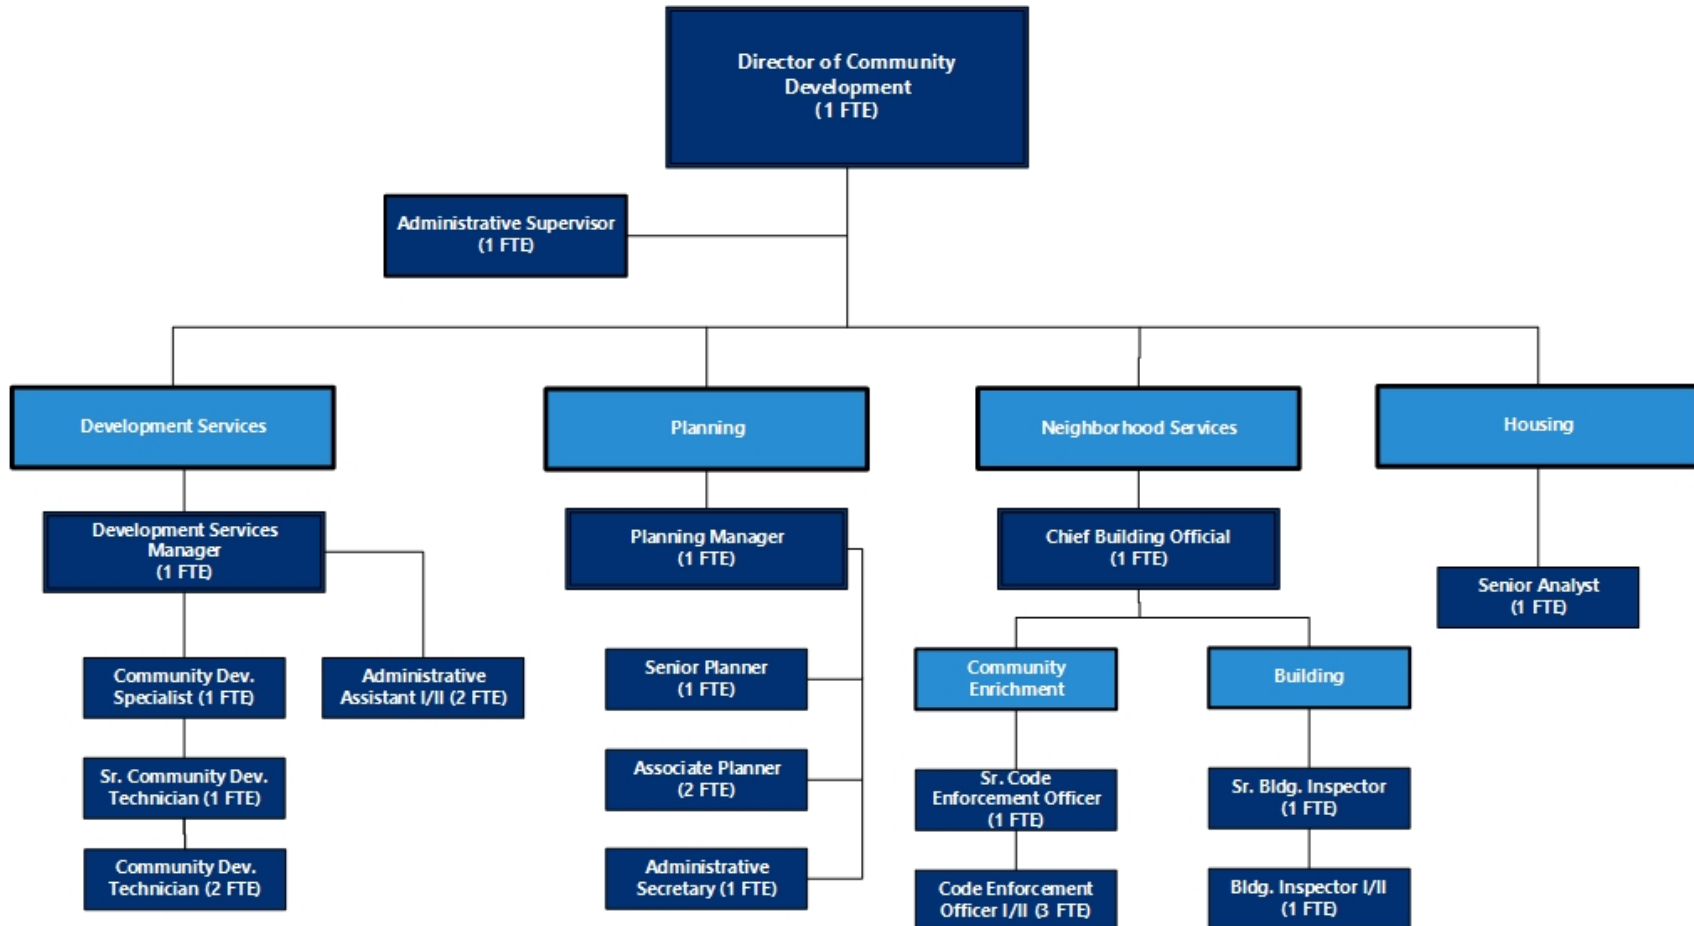 Director of Community
Development
(1 FTE)
Administrative Supervisor
(1 FTE)
Development Services
Planning
Neighborhood Services
Housing
Development Services
Manager
(1 FTE)
Planning Manager
(1 FTE)
Chief Building Official
(1 FTE)
Senior Analyst
(1 FTE)
Community Dev.
Specialist (1 FTE)
Administrative
Assistant I/II (2 FTE)
Senior Planner
(1 FTE)
Community
Enrichment
Building
Sr. Community Dev.
Technician (1 FTE)
Associate Planner
(2 FTE)
Sr. Code
Enforcement Officer
(1 FTE)
Sr. Bldg. Inspector
(1 FTE)
Community Dev.
Technician (2 FTE)
Administrative
Secretary (1 FTE)
Code Enforcement
Officer I/II (3 FTE)
Bldg. Inspector I/II
(1 FTE)